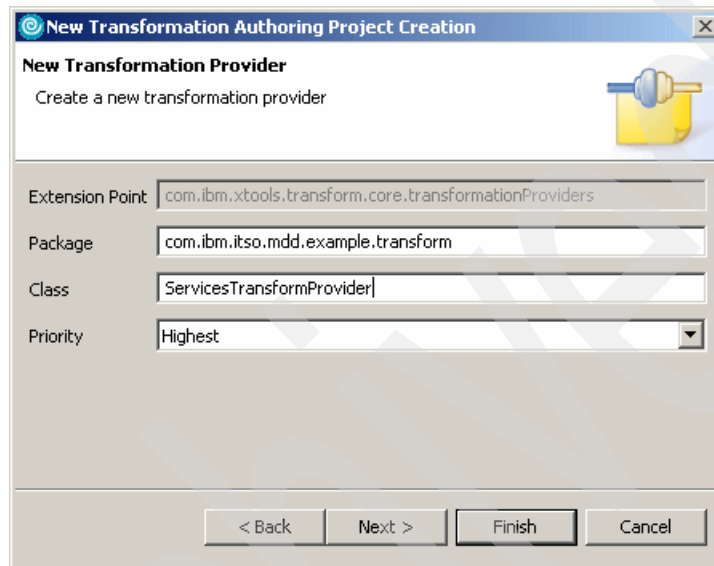 New Transformation Authoring Project Creation
New Transformation Provider
Create a new transformation provider
Extension Point com.ibm.xtools.transform.core.transformationProviders
Package com.ibm.itso.mdd.example.transform
Class ServicesTransformProvider
Priority Highest
< Back Next > Finish Cancel